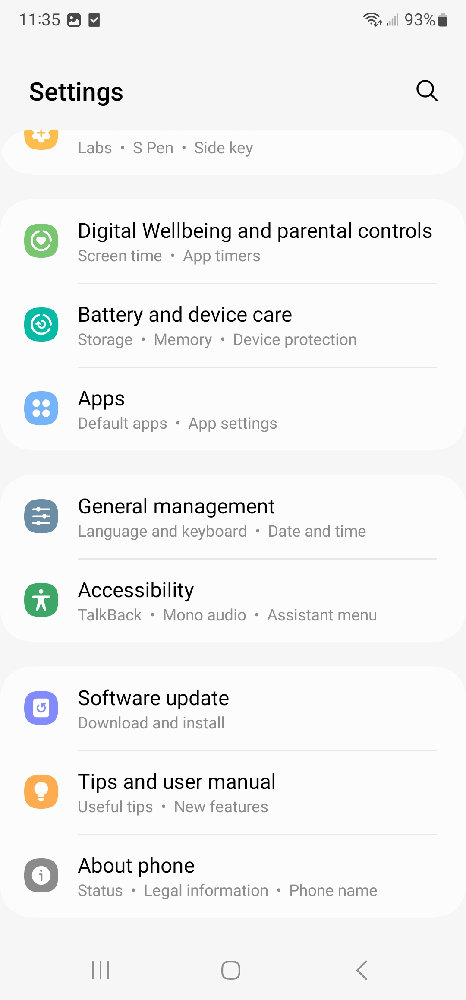 11:35 93%
Settings
Labs • S Pen • Side key
Digital Wellbeing and parental controls
Screen time • App timers
Battery and device care
Storage • Memory • Device protection
Apps
Default apps • App settings
General management
Language and keyboard • Date and time
Accessibility
TalkBack • Mono audio • Assistant menu
Software update
Download and install
Tips and user manual
Useful tips • New features
About phone
Status • Legal information • Phone name